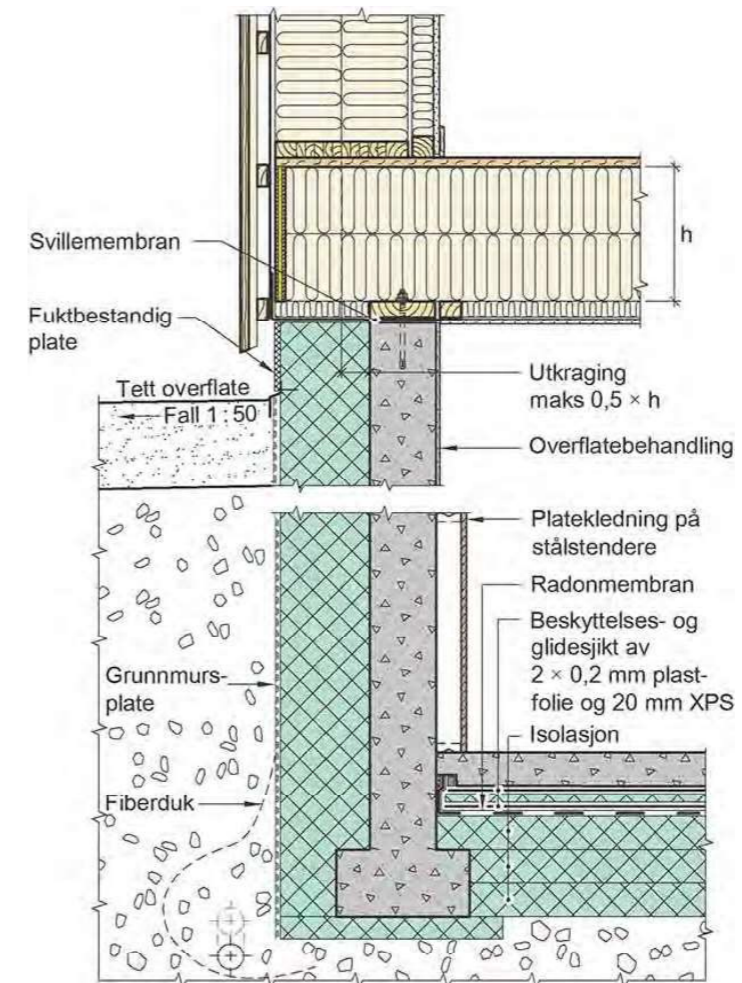 h
Svillemembran
Fuktbestandig
plate
Tett overflate
Fall 1 : 50
Utkraging
maks 0,5 × h
Overflatebehandling
Platekledning på
stålstendere
Radonmembran
Beskyttelses- og
glidesjikt av
2 × 0,2 mm plast-
folie og 20 mm XPS
Isolasjon
Grunnmurs-
plate
Fiberduk